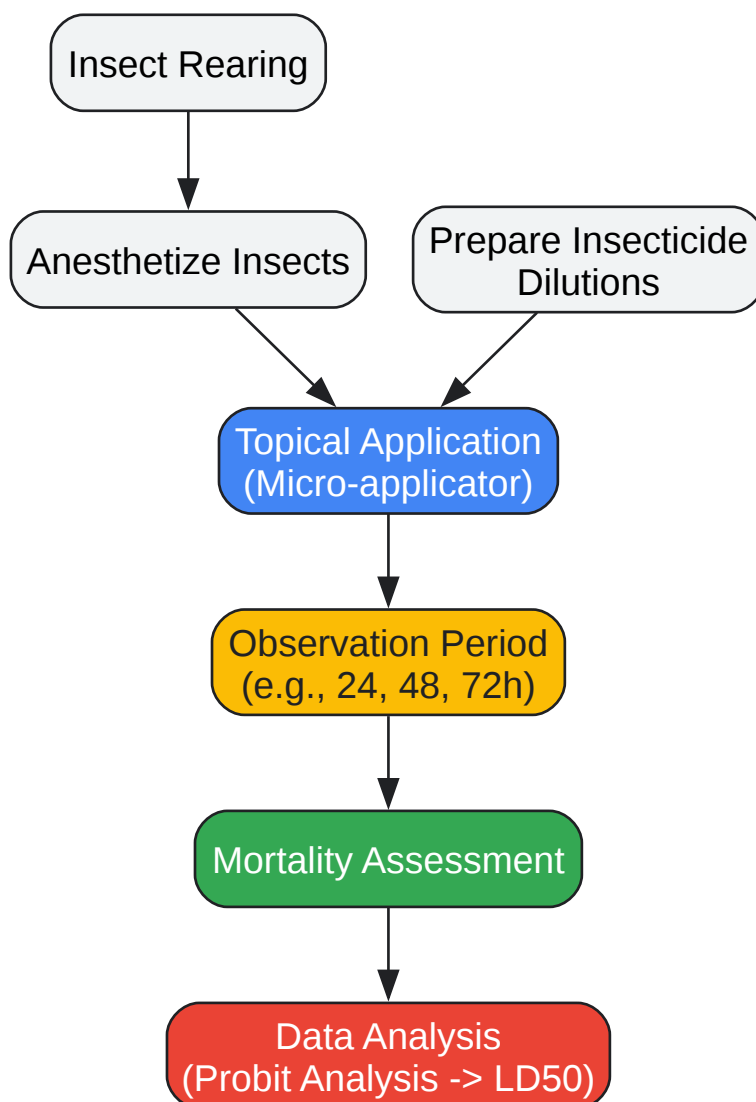 Insect Rearing
Anesthetize Insects
Prepare Insecticide
Dilutions
Topical Application
(Micro-applicator)
Observation Period
(e.g., 24, 48, 72h)
Mortality Assessment
Data Analysis
(Probit Analysis -> LD50)